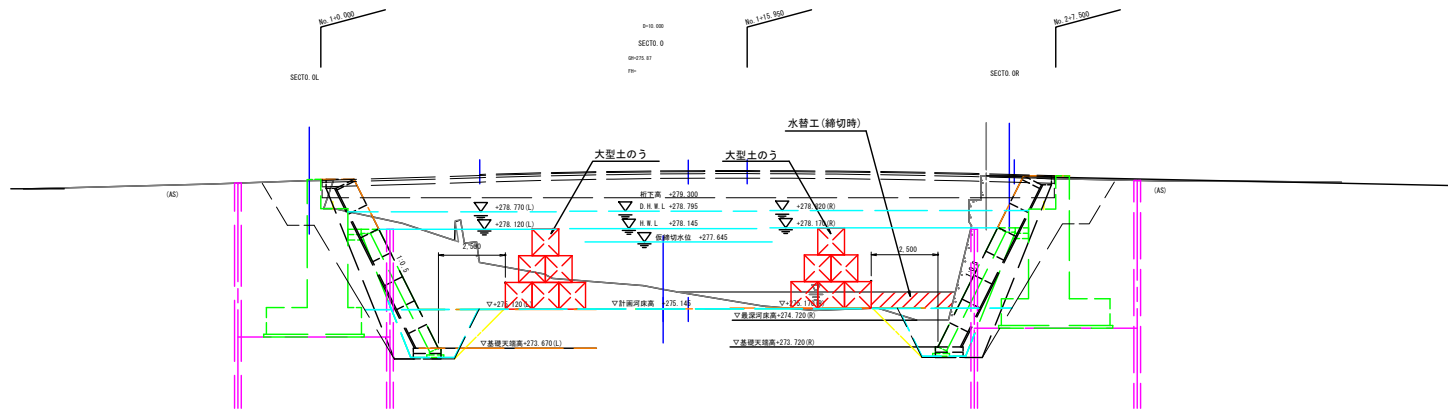 No.1+0.000
D=10.000
No.1+15.950
No.2+7.500
SECTO.0
SECTO.0L
GH=275.87
SECTO.0R
FH=
水替工(締切時)
大型土のう
大型土のう
(AS)
(AS)
桁下高 +279.300
+278.770(L)
D.H.W.L +278.795
+278.820(R)
+278.120(L)
H.W.L +278.145
+278.170(R)
仮締切水位 +277.645
2.500
2.500
1:0.5
▽+275.120(L)
▽計画河床高 +275.145
▽+275.170(R)
▽最深河床高+274.720(R)
▽基礎天端高+273.670(L)
▽基礎天端高+273.720(R)